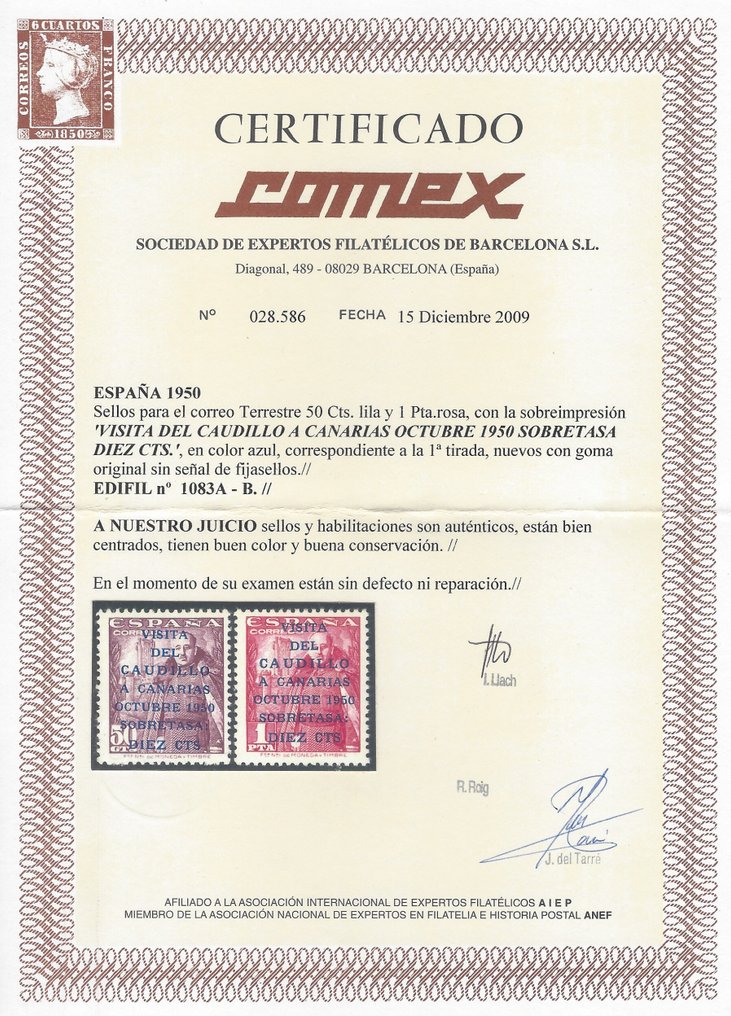 6 CUARTOS
CORREOS
FRANCO
1850
CERTIFICADO
comex
SOCIEDAD DE EXPERTOS FILATÉLICOS DE BARCELONA S.L.
Diagonal, 489 - 08029 BARCELONA (España)
Nº 028.586 FECHA 15 Diciembre 2009
ESPAÑA 1950
Sellos para el correo Terrestre 50 Cts. lila y 1 Pta.rosa, con la sobreimpresión
'VISITA DEL CAUDILLO A CANARIAS OCTUBRE 1950 SOBRETASA
DIEZ CTS.', en color azul, correspondiente a la 1ª tirada, nuevos con goma
original sin señal de fijasellos.//
EDIFIL nº 1083A - B. //
A NUESTRO JUICIO sellos y habilitaciones son auténticos, están bien
centrados, tienen buen color y buena conservación. //
En el momento de su examen están sin defecto ni reparación.//
ESPAÑA
VISITA
DEL
CAUDILLO
A CANARIAS
OCTUBRE 1950
SOBRETASA:
DIEZ CTS
50
ESPAÑA
VISITA
DEL
CAUDILLO
A CANARIAS
OCTUBRE 1950
SOBRETASA:
DIEZ CTS
1
PTA
I. Llach
R. Roig
J. del Tarré
AFILIADO A LA ASOCIACIÓN INTERNACIONAL DE EXPERTOS FILATÉLICOS A I E P
MIEMBRO DE LA ASOCIACIÓN NACIONAL DE EXPERTOS EN FILATELIA E HISTORIA POSTAL ANEF